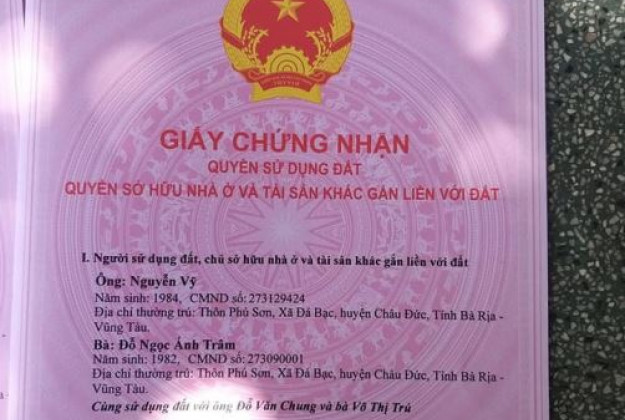 GIẤY CHỨNG NHẬN
QUYỀN SỬ DỤNG ĐẤT
QUYỀN SỞ HỮU NHÀ Ở VÀ TÀI SẢN KHÁC GẮN LIỀN VỚI ĐẤT
I. Người sử dụng đất, chủ sở hữu nhà ở và tài sản khác gắn liền với đất
Ông: Nguyễn Vỹ
Năm sinh: 1984, CMND số: 273129424
Địa chỉ thường trú: Thôn Phú Sơn, Xã Đá Bạc, huyện Châu Đức, Tỉnh Bà Rịa -
Vũng Tàu.
Bà: Đỗ Ngọc Ánh Trâm
Năm sinh: 1982, CMND số: 273090001
Địa chỉ thường trú: Thôn Phú Sơn, Xã Đá Bạc, huyện Châu Đức, Tỉnh Bà Rịa -
Vũng Tàu.
Cùng sử dụng đất với ông Đỗ Văn Chung và bà Võ Thị Trú